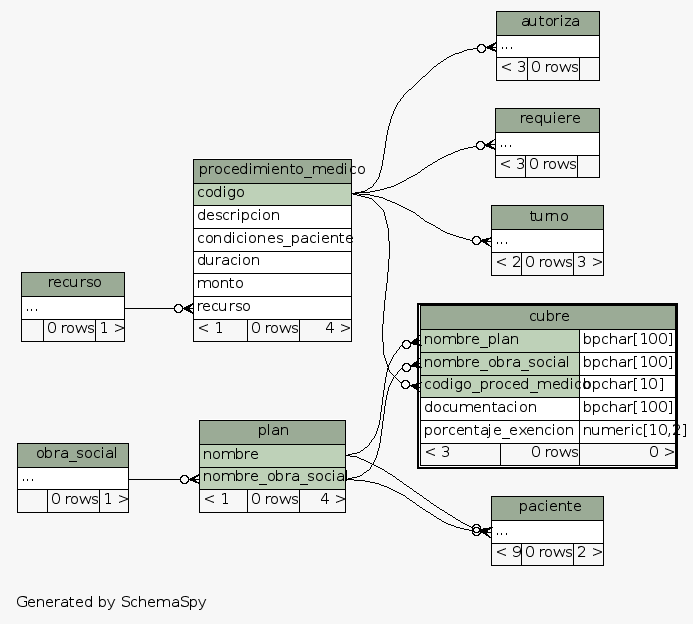 autoriza
...
< 3 0 rows
requiere
...
< 3 0 rows
procedimiento_medico
codigo
descripcion
condiciones_paciente
duracion
monto
recurso
< 1 0 rows 4 >
turno
...
< 2 0 rows 3 >
recurso
...
0 rows 1 >
cubre
nombre_plan bpchar[100]
nombre_obra_social bpchar[100]
codigo_proced_medico bpchar[10]
documentacion bpchar[100]
porcentaje_exencion numeric[10,2]
< 3 0 rows 0 >
plan
nombre
nombre_obra_social
< 1 0 rows 4 >
obra_social
...
0 rows 1 >
paciente
...
< 9 0 rows 2 >
Generated by SchemaSpy